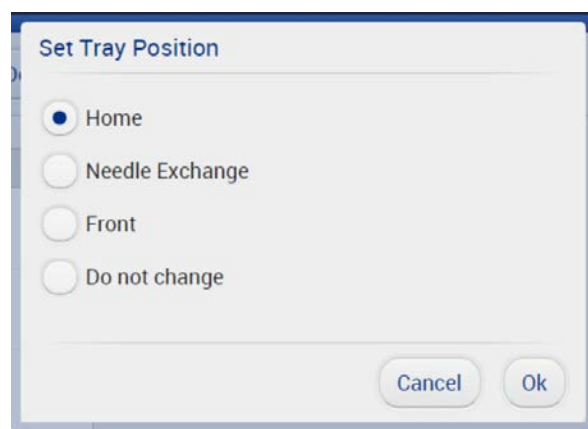 Set Tray Position
Home
Needle Exchange
Front
Do not change
Cancel Ok